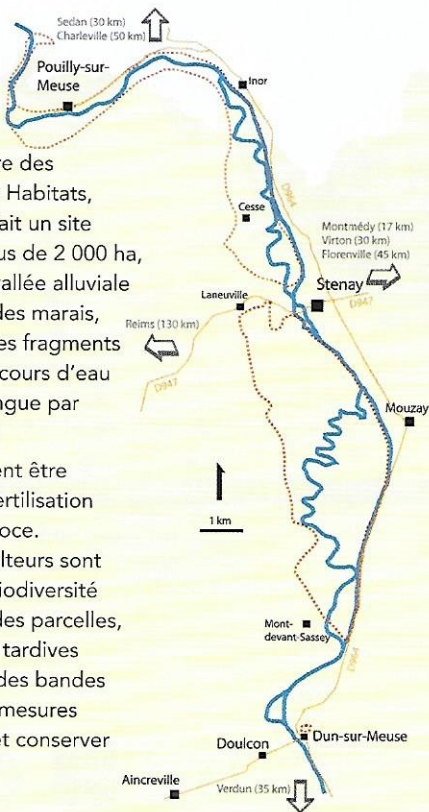 Sedan (30 km)
Charleville (50 km)
Pouilly-sur-
Meuse
Inor
D964
Cesse
Montmédy (17 km)
Virton (30 km)
Florenville (45 km)
Stenay
D947
Laneuville
Reims (130 km)
D947
Mouzay
1 km
Mont-
devant-Sassey
D964
Dun-sur-Meuse
Doulcon
Aincreville
Verdun (35 km)
re des
Habitats,
ait un site
us de 2 000 ha,
vallée alluviale
des marais,
es fragments
cours d'eau
ngue par
ent être
ertilisation
oce.
lteurs sont
iodiversité
des parcelles,
tardives
des bandes
mesures
et conserver